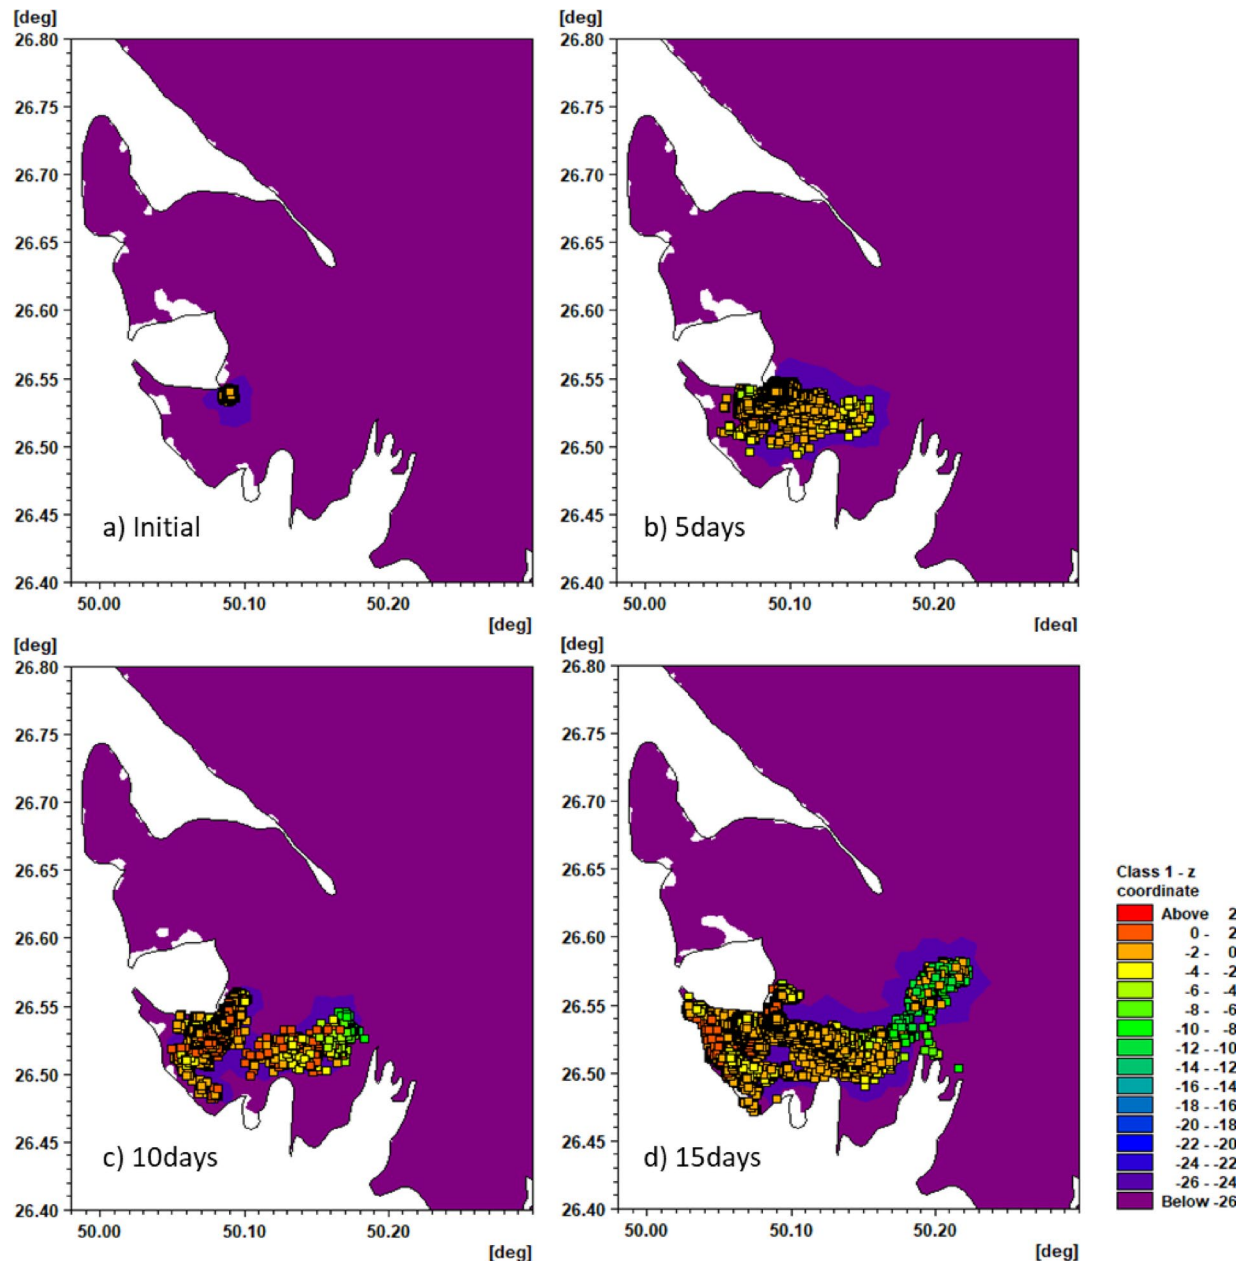 [deg]
26.80
26.75
26.70
26.65
26.60
26.55
26.50
26.45
26.40
50.00 50.10 50.20
[deg]
a) Initial
[deg]
26.80
26.75
26.70
26.65
26.60
26.55
26.50
26.45
26.40
50.00 50.10 50.20
[deg]
b) 5days
[deg]
26.80
26.75
26.70
26.65
26.60
26.55
26.50
26.45
26.40
50.00 50.10 50.20
[deg]
c) 10days
26.80
26.75
26.70
26.65
26.60
26.55
26.50
26.45
26.40
50.00 50.10 50.20
[deg]
d) 15days
Class 1 - z
coordinate
Above 2
0 - 2
-2 - 0
-4 - -2
-6 - -4
-8 - -6
-10 - -8
-12 - -10
-14 - -12
-16 - -14
-18 - -16
-20 - -18
-22 - -20
-24 - -22
-26 - -24
Below -26